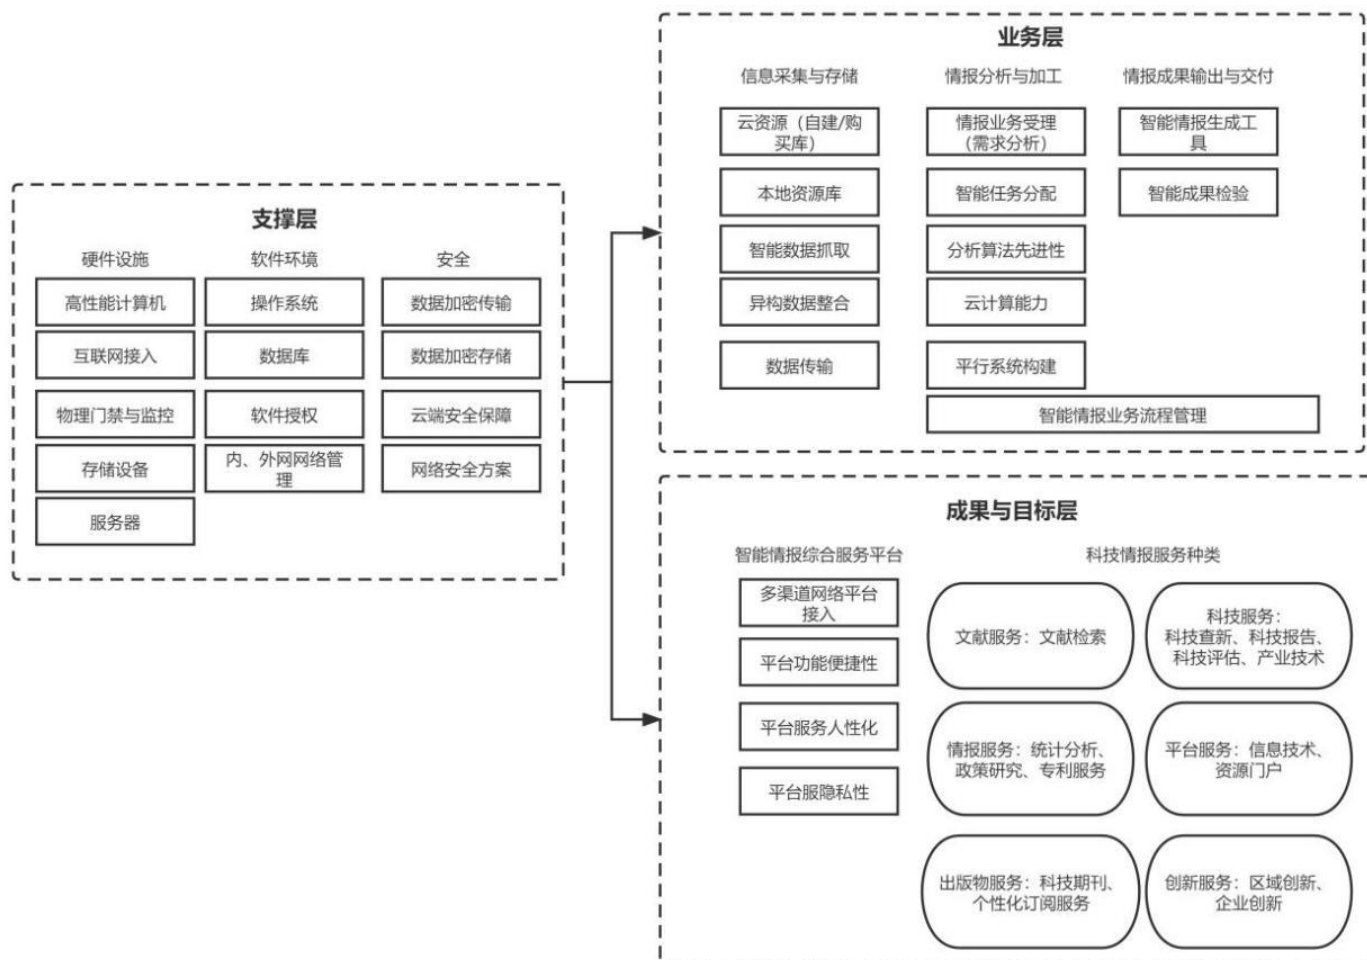 支撑层
硬件设施
高性能计算机
互联网接入
物理门禁与监控
存储设备
服务器
软件环境
操作系统
数据库
软件授权
内、外网网络管
理
安全
数据加密传输
数据加密存储
云端安全保障
网络安全方案
业务层
信息采集与存储
云资源（自建/购
买库）
本地资源库
智能数据抓取
异构数据整合
数据传输
情报分析与加工
情报业务受理
（需求分析）
智能任务分配
分析算法先进性
云计算能力
平行系统构建
情报成果输出与交付
智能情报生成工
具
智能成果检验
智能情报业务流程管理
成果与目标层
智能情报综合服务平台
多渠道网络平台
接入
平台功能便捷性
平台服务人性化
平台服隐私性
科技情报服务种类
文献服务：文献检索
科技服务：
科技查新、科技报告、
科技评估、产业技术
情报服务：统计分析、
政策研究、专利服务
平台服务：信息技术、
资源门户
出版物服务：科技期刊、
个性化订阅服务
创新服务：区域创新、
企业创新